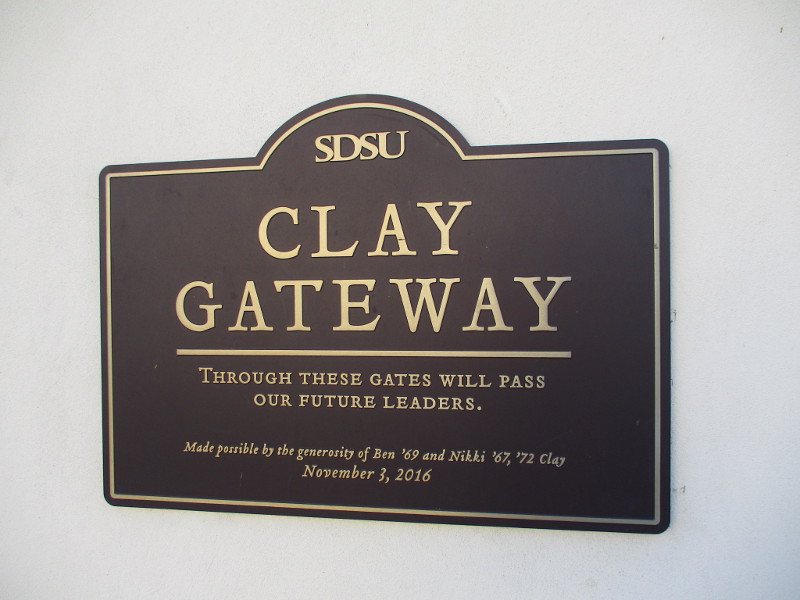 SDSU
CLAY
GATEWAY
THROUGH THESE GATES WILL PASS
OUR FUTURE LEADERS.
Made possible by the generosity of Ben '69 and Nikki '67, '72 Clay
November 3, 2016